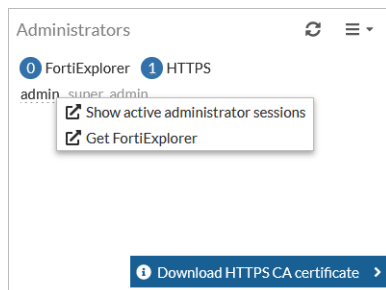 Administrators
0 FortiExplorer 1 HTTPS
admin super_admin
Show active administrator sessions
Get FortiExplorer
Download HTTPS CA certificate